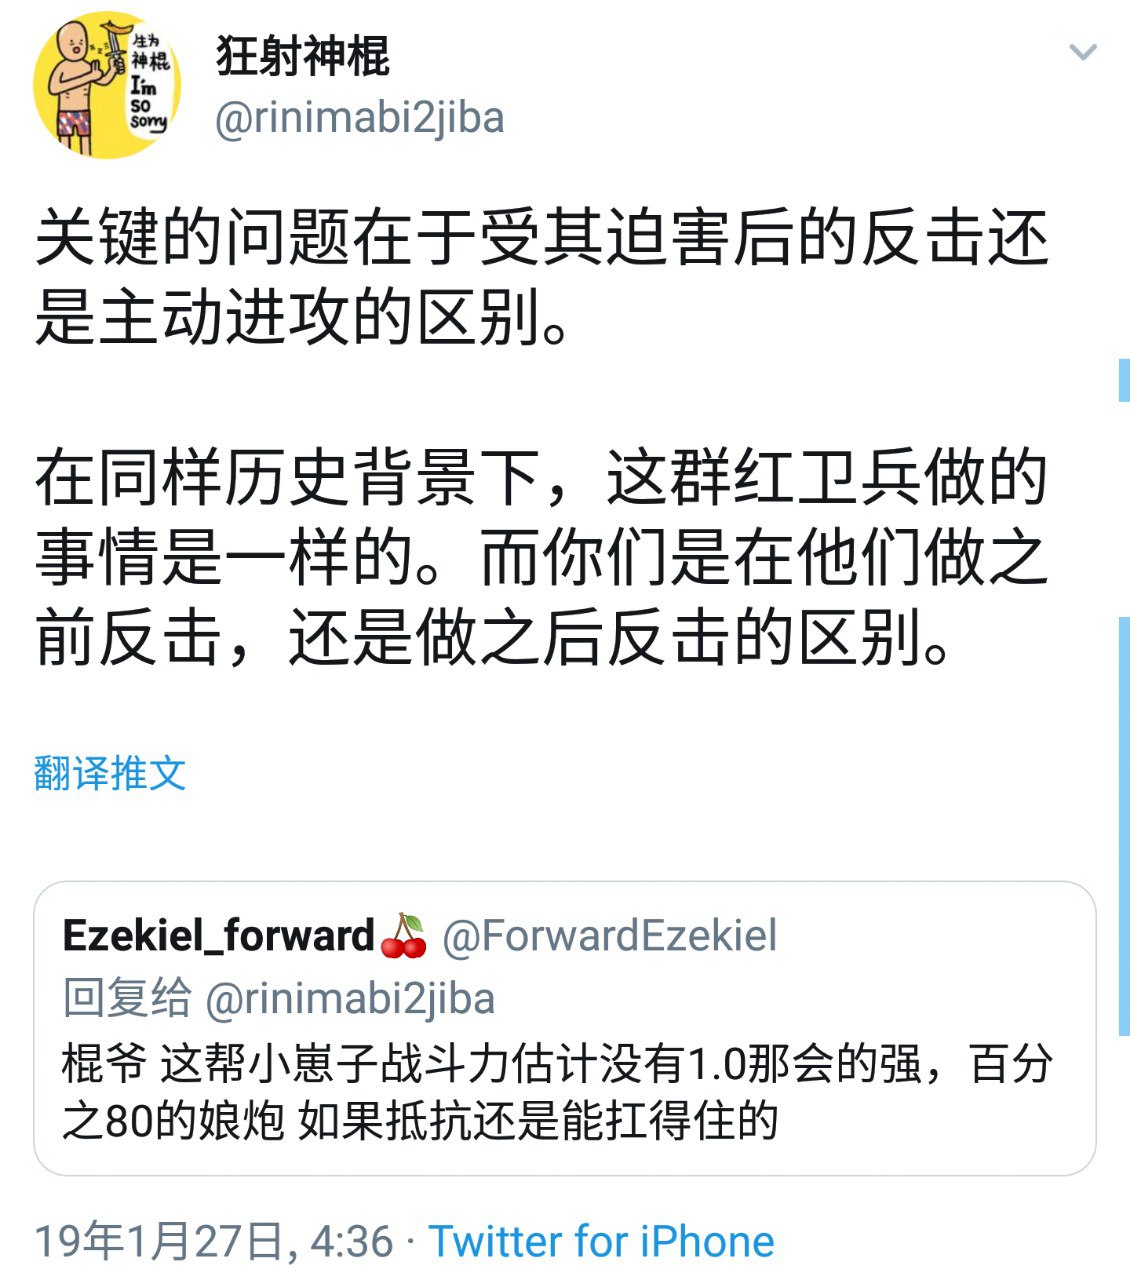 生为
神棍
I'm
so
sorry
狂射神棍
@rinimabi2jiba
关键的问题在于受其迫害后的反击还
是主动进攻的区别。
在同样历史背景下，这群红卫兵做的
事情是一样的。而你们是在他们做之
前反击，还是做之后反击的区别。
翻译推文
Ezekiel_forward🍒 @ForwardEzekiel
回复给 @rinimabi2jiba
棍爷 这帮小崽子战斗力估计没有1.0那会的强，百分
之80的娘炮 如果抵抗还是能扛得住的
19年1月27日, 4:36 · Twitter for iPhone